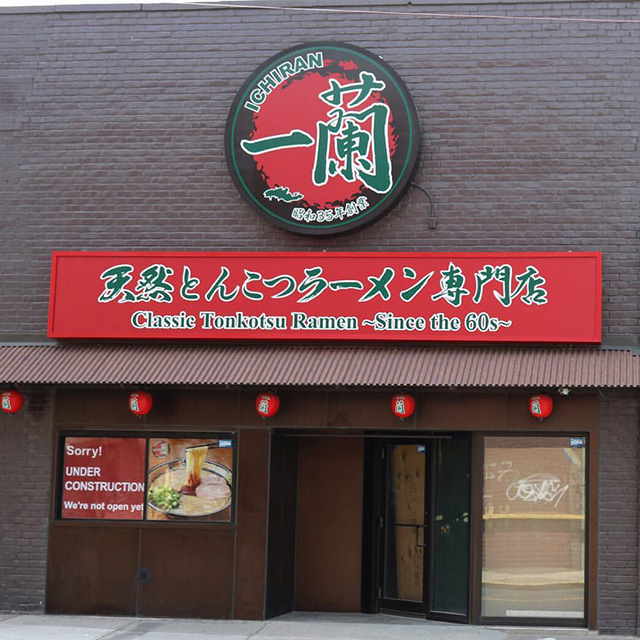 ICHIRAN
一蘭
昭和35年創業
天然とんこつラーメン専門店
Classic Tonkotsu Ramen ~Since the 60s~
Sorry!
UNDER
CONSTRUCTION
We're not open yet